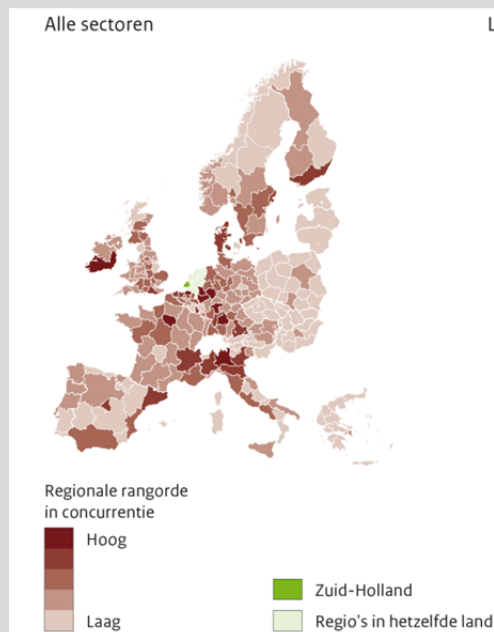 Alle sectoren
L
Regionale rangorde
in concurrentie
Hoog
Laag
Zuid-Holland
Regio's in hetzelfde land